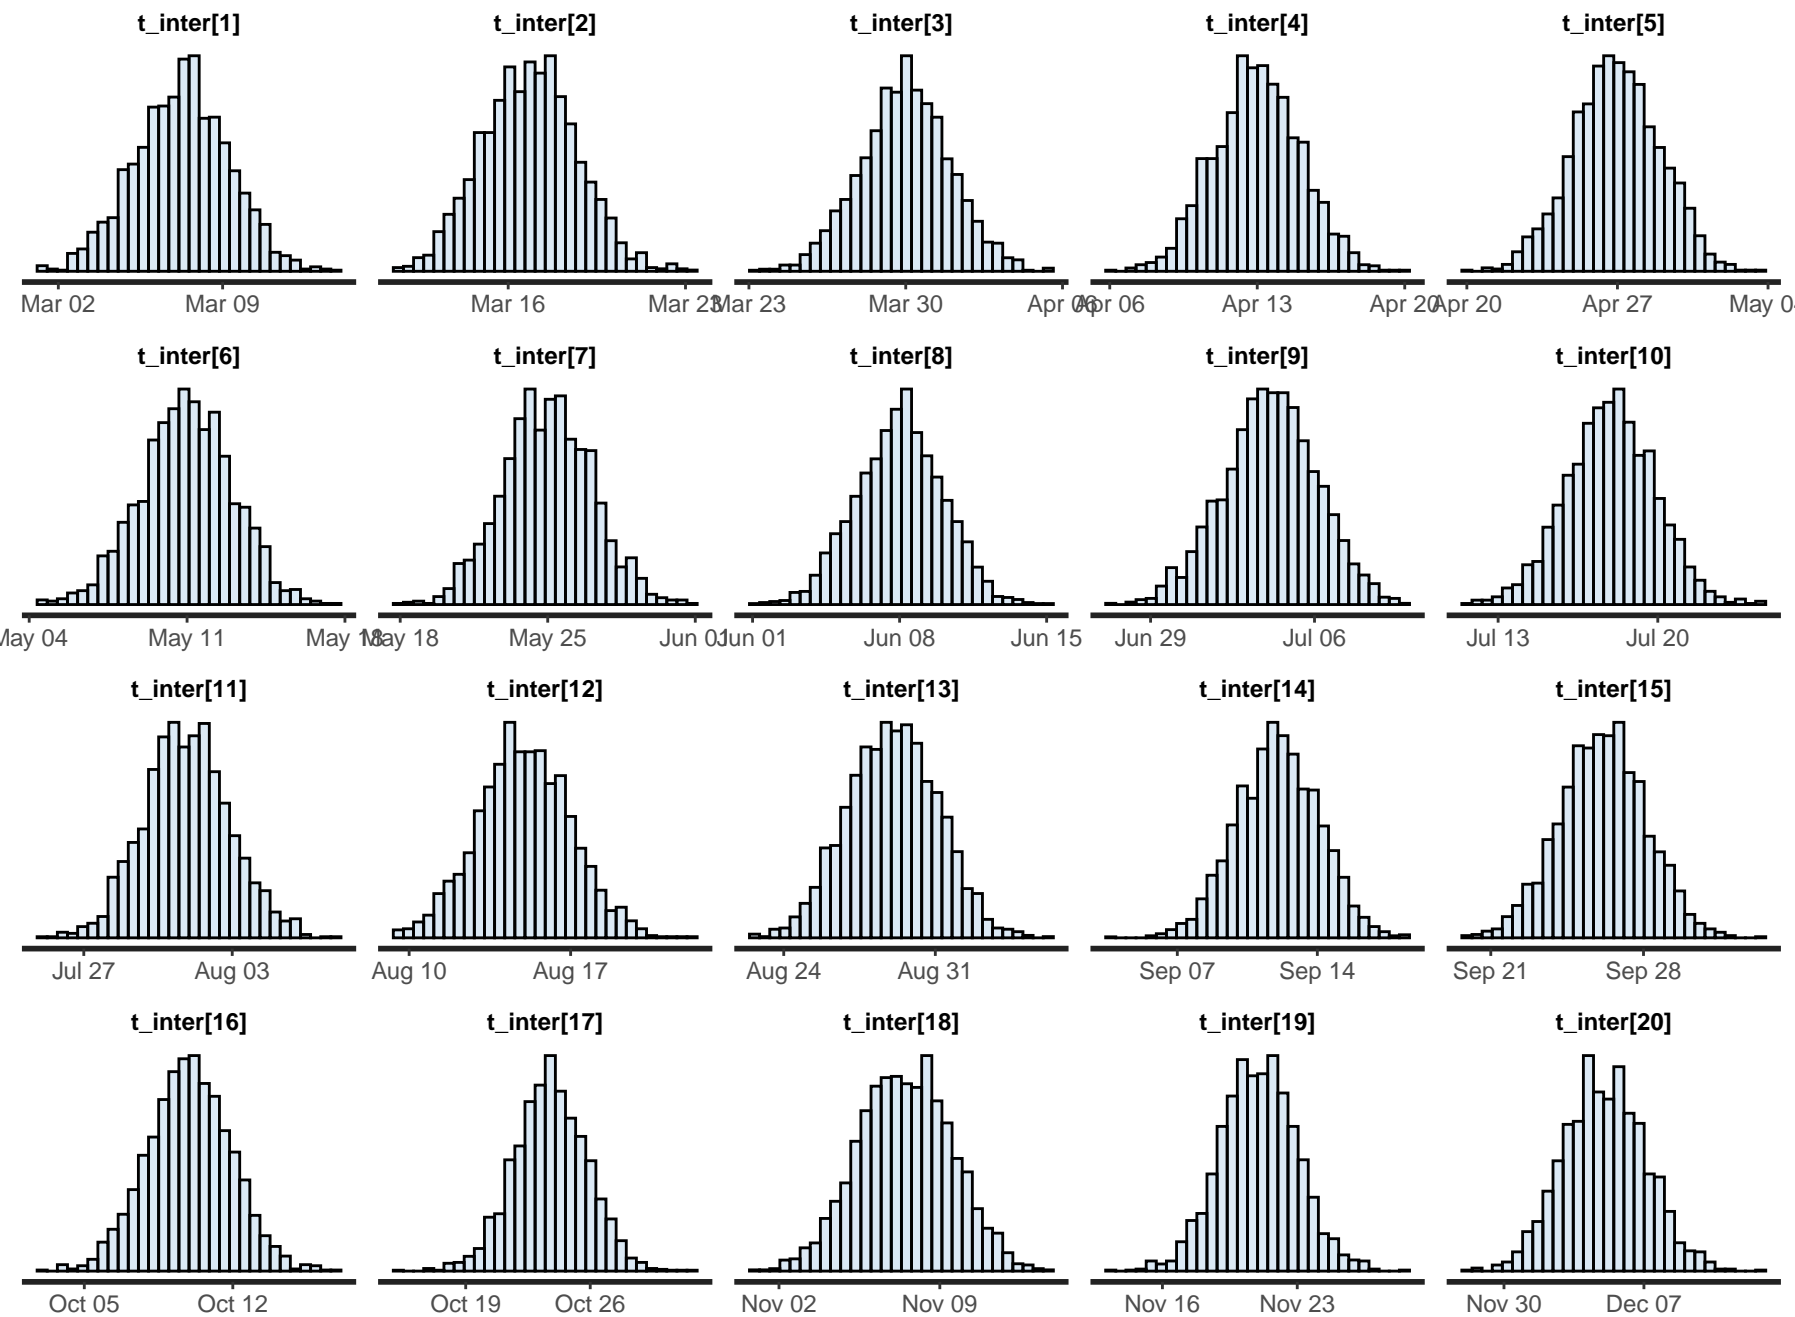 t_inter[1] t_inter[2] t_inter[3] t_inter[4] t_inter[5]
Mar 02 Mar 09 Mar 16 Mar 23 Mar 23 Mar 30 Apr 06 Apr 06 Apr 13 Apr 20 Apr 20 Apr 27 May 04
t_inter[6] t_inter[7] t_inter[8] t_inter[9] t_inter[10]
May 04 May 11 May 18 May 18 May 25 Jun 01 Jun 01 Jun 08 Jun 15 Jun 29 Jul 06 Jul 13 Jul 20
t_inter[11] t_inter[12] t_inter[13] t_inter[14] t_inter[15]
Jul 27 Aug 03 Aug 10 Aug 17 Aug 24 Aug 31 Sep 07 Sep 14 Sep 21 Sep 28
t_inter[16] t_inter[17] t_inter[18] t_inter[19] t_inter[20]
Oct 05 Oct 12 Oct 19 Oct 26 Nov 02 Nov 09 Nov 16 Nov 23 Nov 30 Dec 07